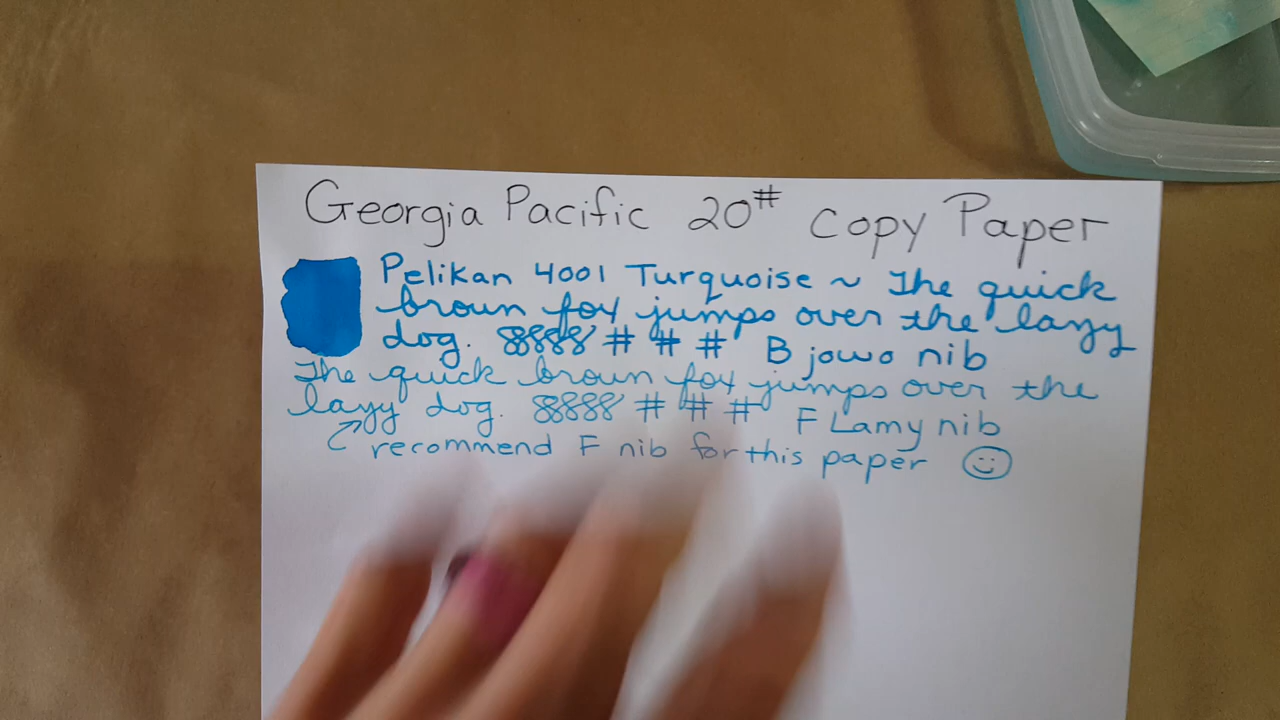 Georgia Pacific 20# Copy Paper
Pelikan 4001 Turquoise ~ The quick
brown fox jumps over the lazy
dog. 8888 # # # B jowo nib
The quick brown fox jumps over the
lazy dog. 8888 # # # F Lamy nib
recommend F nib for this paper ☺